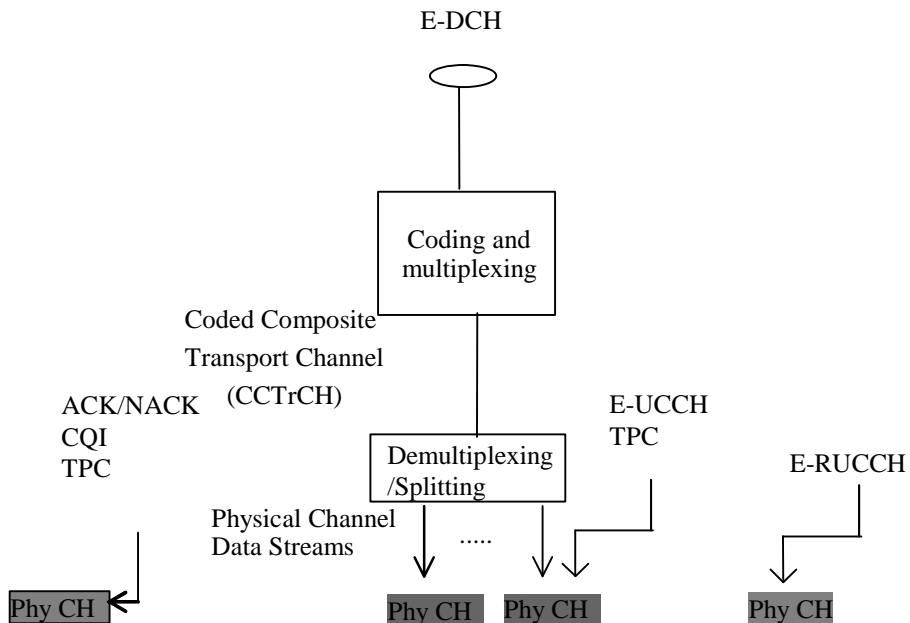 E-DCH
Coding and
multiplexing
Coded Composite
Transport Channel
(CCTrCH)
ACK/NACK
CQI
TPC
E-UCCH
TPC
E-RUCCH
Demultiplexing
/Splitting
Physical Channel
Data Streams
.....
Phy CH
Phy CH
Phy CH
Phy CH